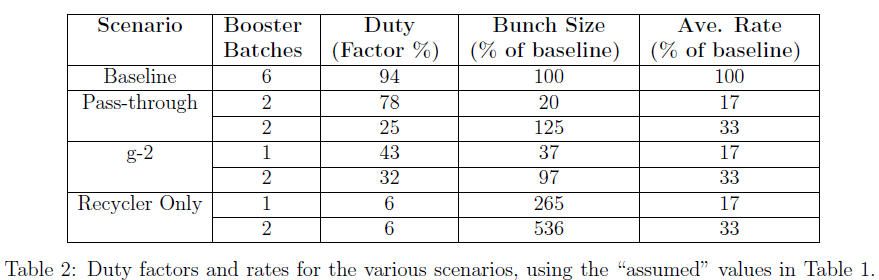 Scenario Booster Duty Bunch Size Ave. Rate
Batches (Factor %) (% of baseline) (% of baseline)
Baseline 6 94 100 100
Pass-through 2 78 20 17
2 25 125 33
g-2 1 43 37 17
2 32 97 33
Recycler Only 1 6 265 17
2 6 536 33
Table 2: Duty factors and rates for the various scenarios, using the “assumed” values in Table 1.